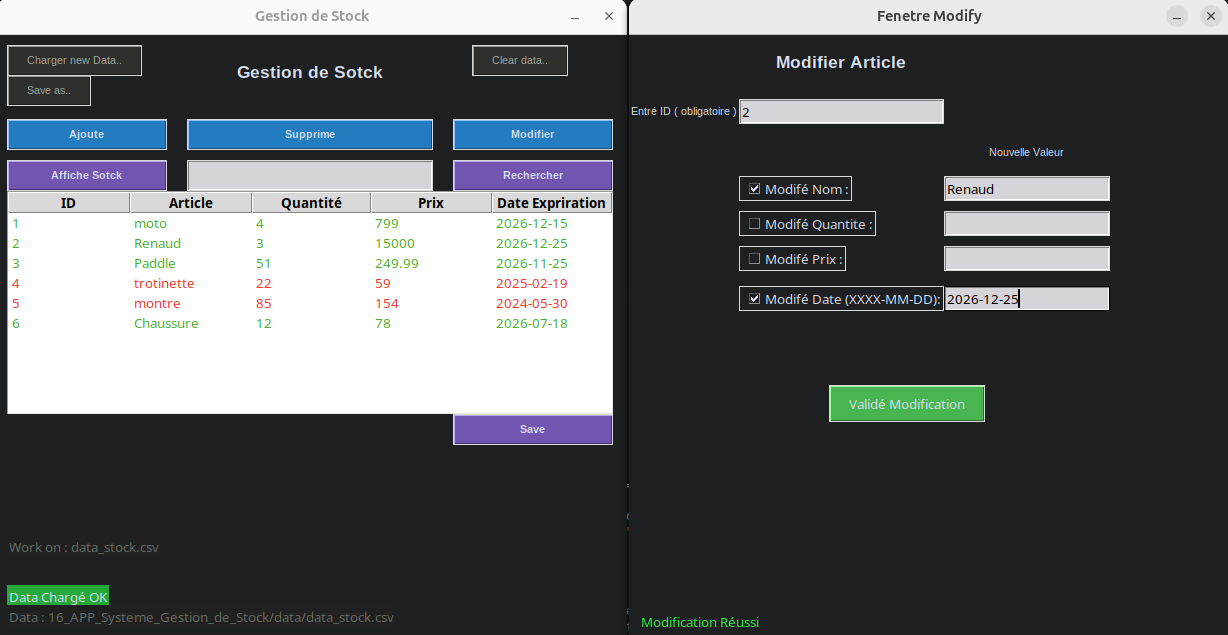 Gestion de Stock
Charger new Data..
Clear data..
Gestion de Sotck
Save as..
Ajoute Supprime Modifier
Affiche Sotck Rechercher
ID Article Quantité Prix Date Expriration
1 moto 4 799 2026-12-15
2 Renaud 3 15000 2026-12-25
3 Paddle 51 249.99 2026-11-25
4 trotinette 22 59 2025-02-19
5 montre 85 154 2024-05-30
6 Chaussure 12 78 2026-07-18
Save
Work on : data_stock.csv
Data Chargé OK
Data : 16_APP_Systeme_Gestion_de_Stock/data/data_stock.csv
Fenetre Modify
Modifier Article
Entré ID ( obligatoire ) 2
Nouvelle Valeur
Modifé Nom : Renaud
Modifé Quantite :
Modifé Prix :
Modifé Date (XXXX-MM-DD): 2026-12-25
Validé Modification
Modification Réussi